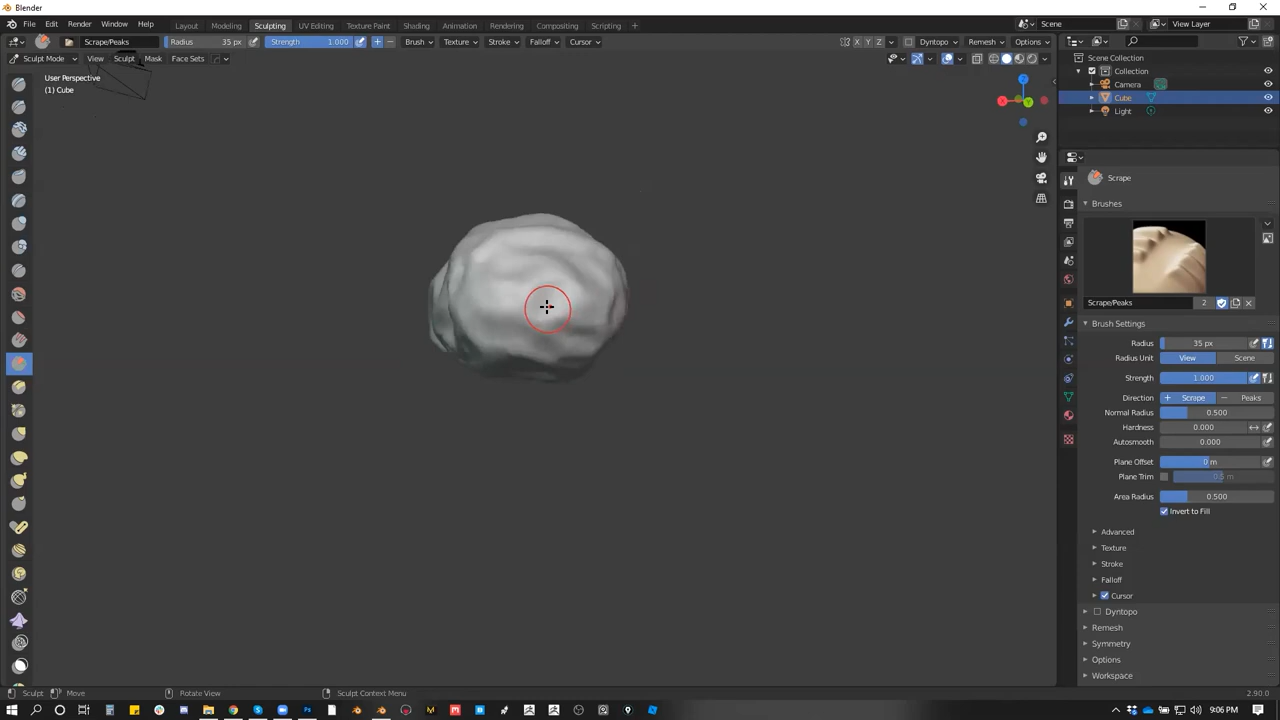 Blender
File Edit Render Window Help Layout Modeling Sculpting UV Editing Texture Paint Shading Animation Rendering Compositing Scripting + Scene View Layer
Scrape/Peaks Radius 35 px Strength 1.000 + − Brush Texture Stroke Falloff Cursor X Y Z Dyntopo Remesh Options
Sculpt Mode View Sculpt Mask Face Sets
User Perspective
(1) Cube
Scene Collection
Collection
Camera
Cube
Light
X Y Z
Scrape
Brushes
Scrape/Peaks 2
Brush Settings
Radius 35 px
Radius Unit View Scene
Strength 1.000
Direction + Scrape − Peaks
Normal Radius 0.500
Hardness 0.000
Autosmooth 0.000
Plane Offset 0 m
Plane Trim 0.5 m
Area Radius 0.500
Invert to Fill
Advanced
Texture
Stroke
Falloff
Cursor
Dyntopo
Remesh
Symmetry
Options
Workspace
Sculpt Move Rotate View Sculpt Context Menu 2.90.0
9:06 PM